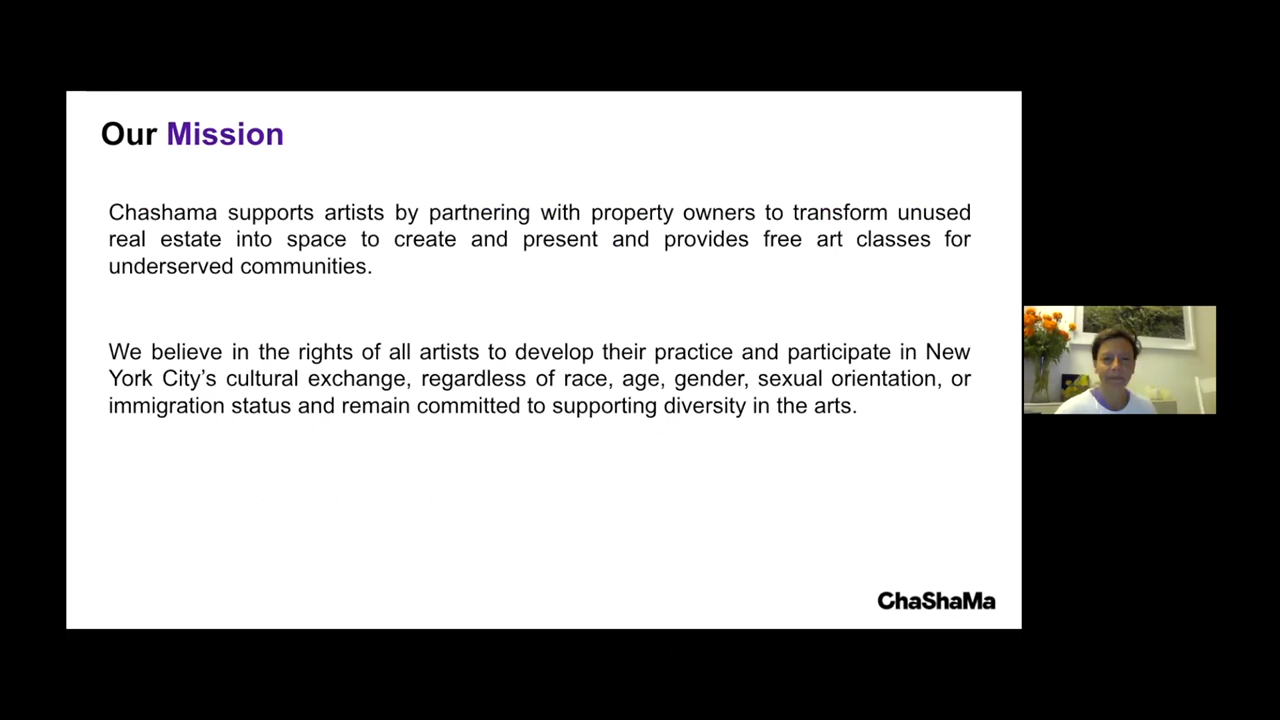 Our Mission
Chashama supports artists by partnering with property owners to transform unused
real estate into space to create and present and provides free art classes for
underserved communities.
We believe in the rights of all artists to develop their practice and participate in New
York City’s cultural exchange, regardless of race, age, gender, sexual orientation, or
immigration status and remain committed to supporting diversity in the arts.
ChaShaMa